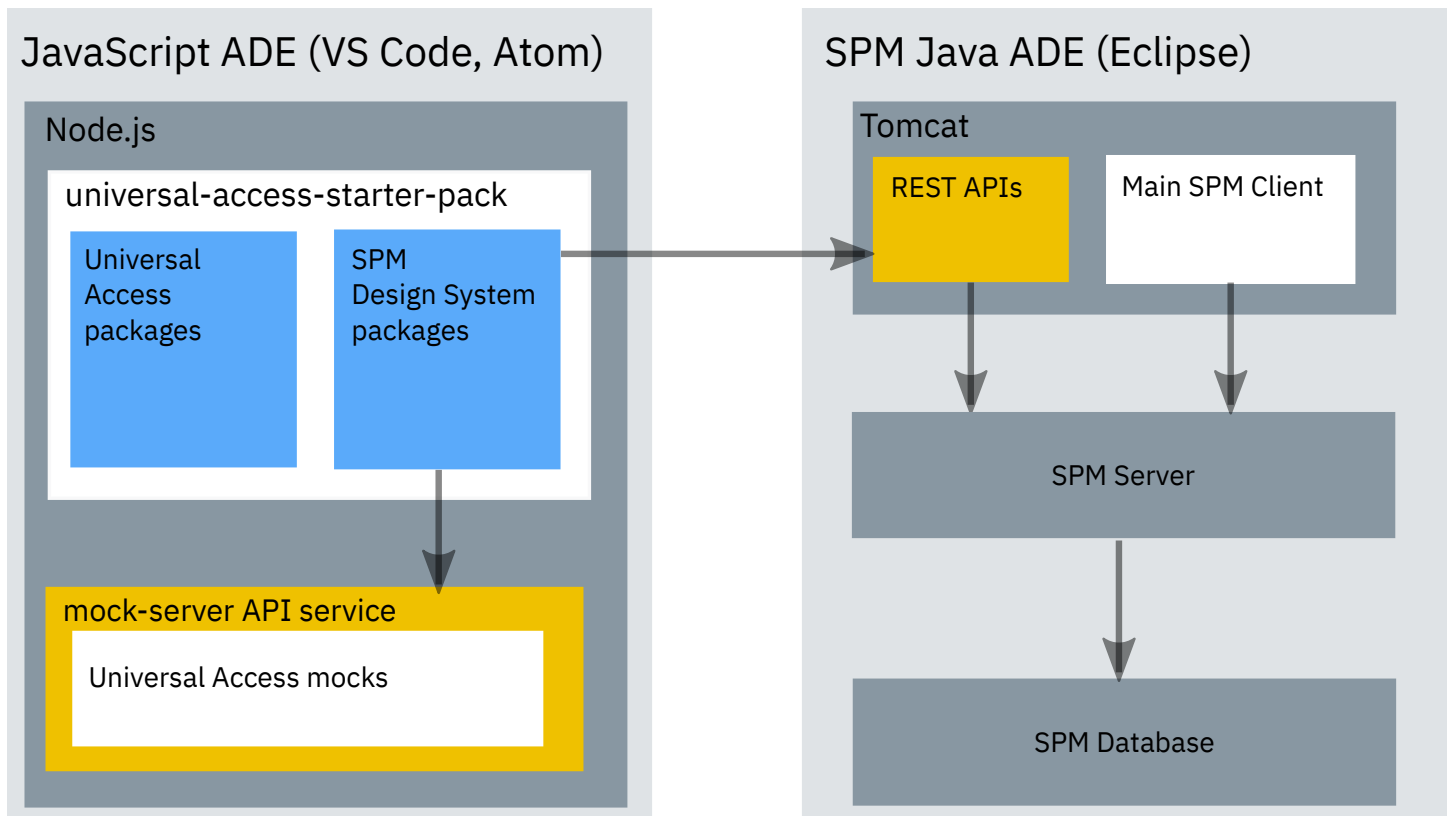 JavaScript ADE (VS Code, Atom)
Node.js
universal-access-starter-pack
Universal
Access
packages
SPM
Design System
packages
mock-server API service
Universal Access mocks
SPM Java ADE (Eclipse)
Tomcat
REST APIs
Main SPM Client
SPM Server
SPM Database